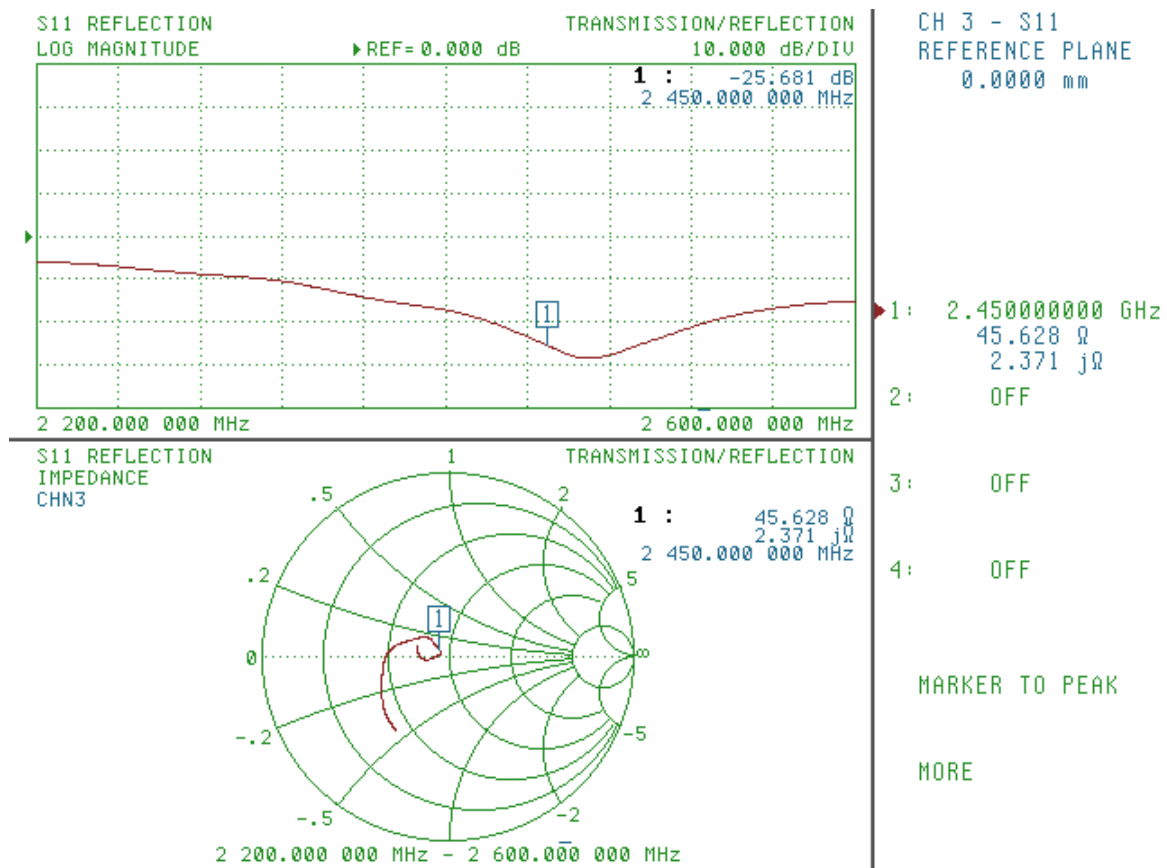 S11 REFLECTION TRANSMISSION/REFLECTION
LOG MAGNITUDE ▶REF=0.000 dB 10.000 dB/DIV
1 : -25.681 dB
2 450.000 000 MHz
1
2 200.000 000 MHz 2 600.000 000 MHz
S11 REFLECTION 1 TRANSMISSION/REFLECTION
IMPEDANCE
CHN3
.5 2
1 : 45.628 Ω
2.371 jΩ
2 450.000 000 MHz
.2 5
1
0 ∞
-.2 -5
-.5 -2
2 200.000 000 MHz - 2 600.000 000 MHz
CH 3 - S11
REFERENCE PLANE
0.0000 mm
▶1: 2.450000000 GHz
45.628 Ω
2.371 jΩ
2: OFF
3: OFF
4: OFF
MARKER TO PEAK
MORE